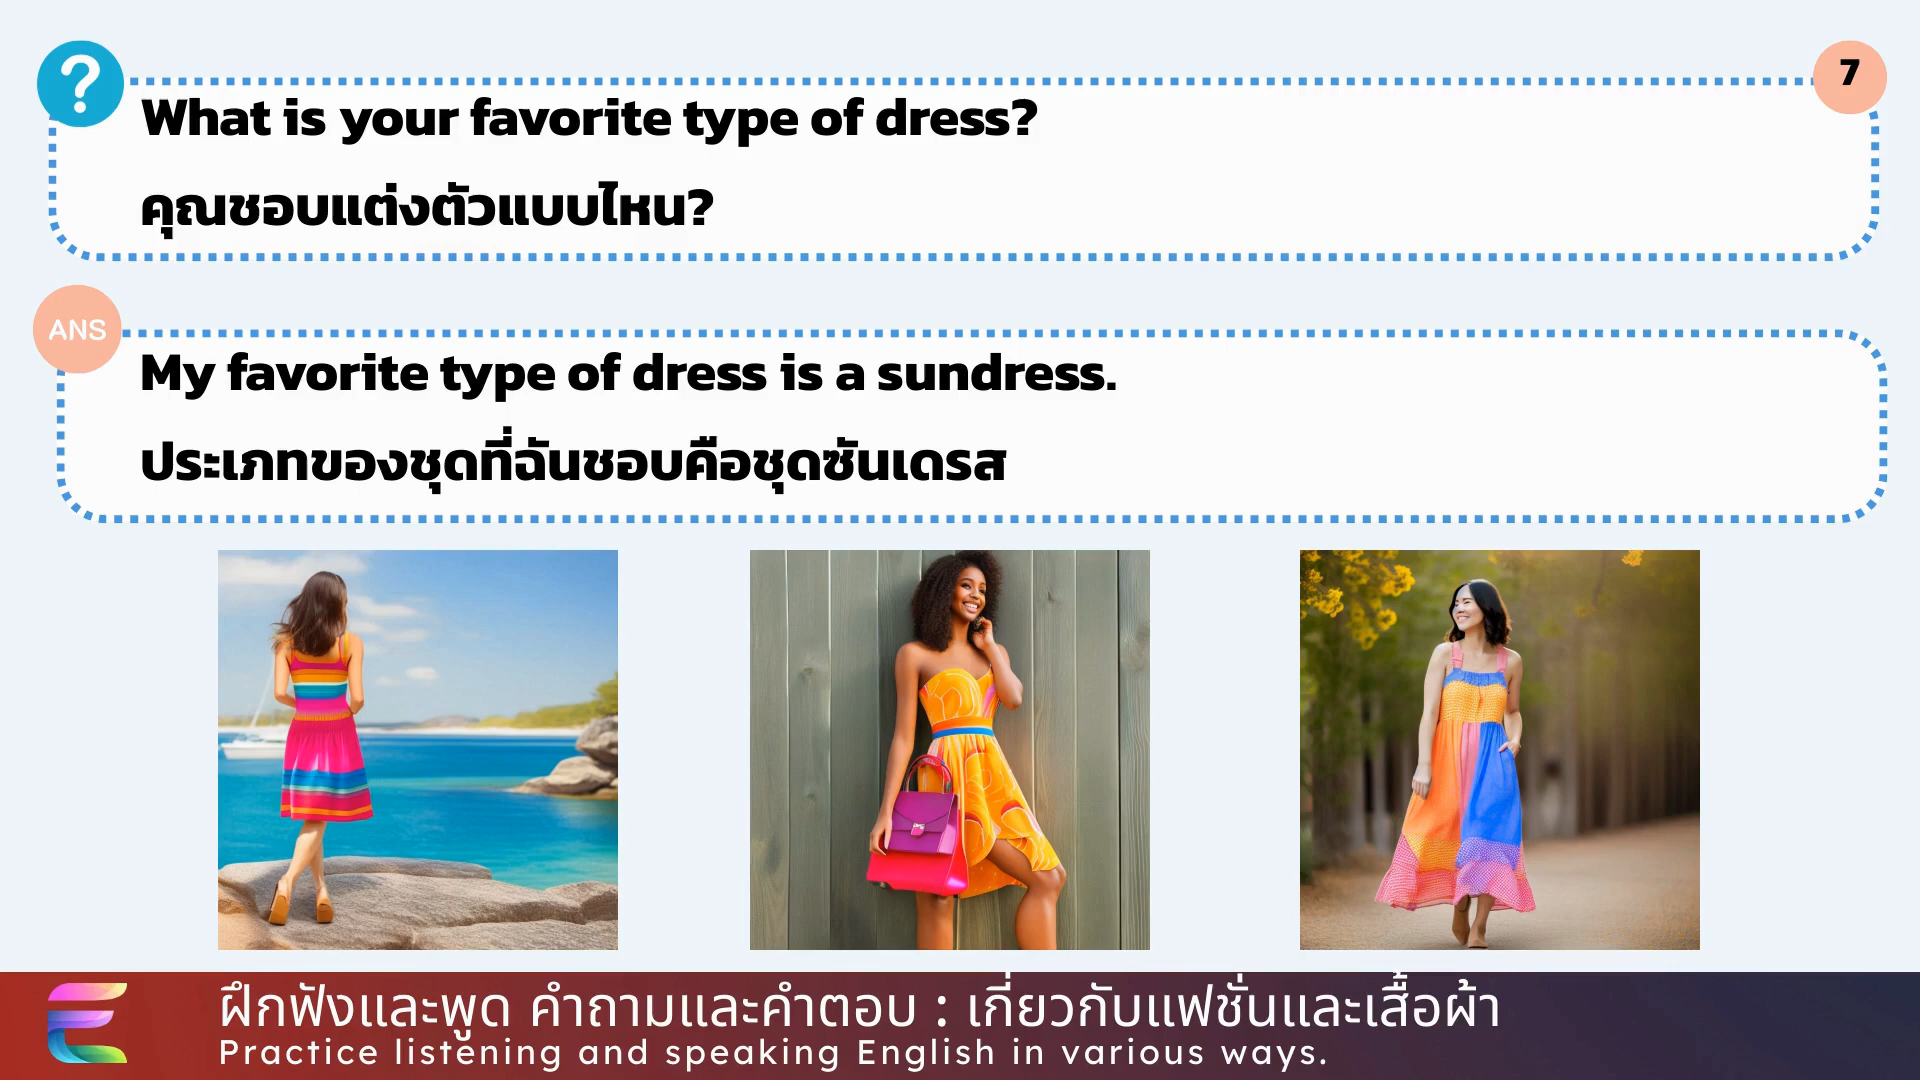 ?
7
What is your favorite type of dress?
คุณชอบแต่งตัวแบบไหน?
ANS
My favorite type of dress is a sundress.
ประเภทของชุดที่ฉันชอบคือชุดซันเดรส
ฝึกฟังและพูด คำถามและคำตอบ : เกี่ยวกับแฟชั่นและเสื้อผ้า
Practice listening and speaking English in various ways.